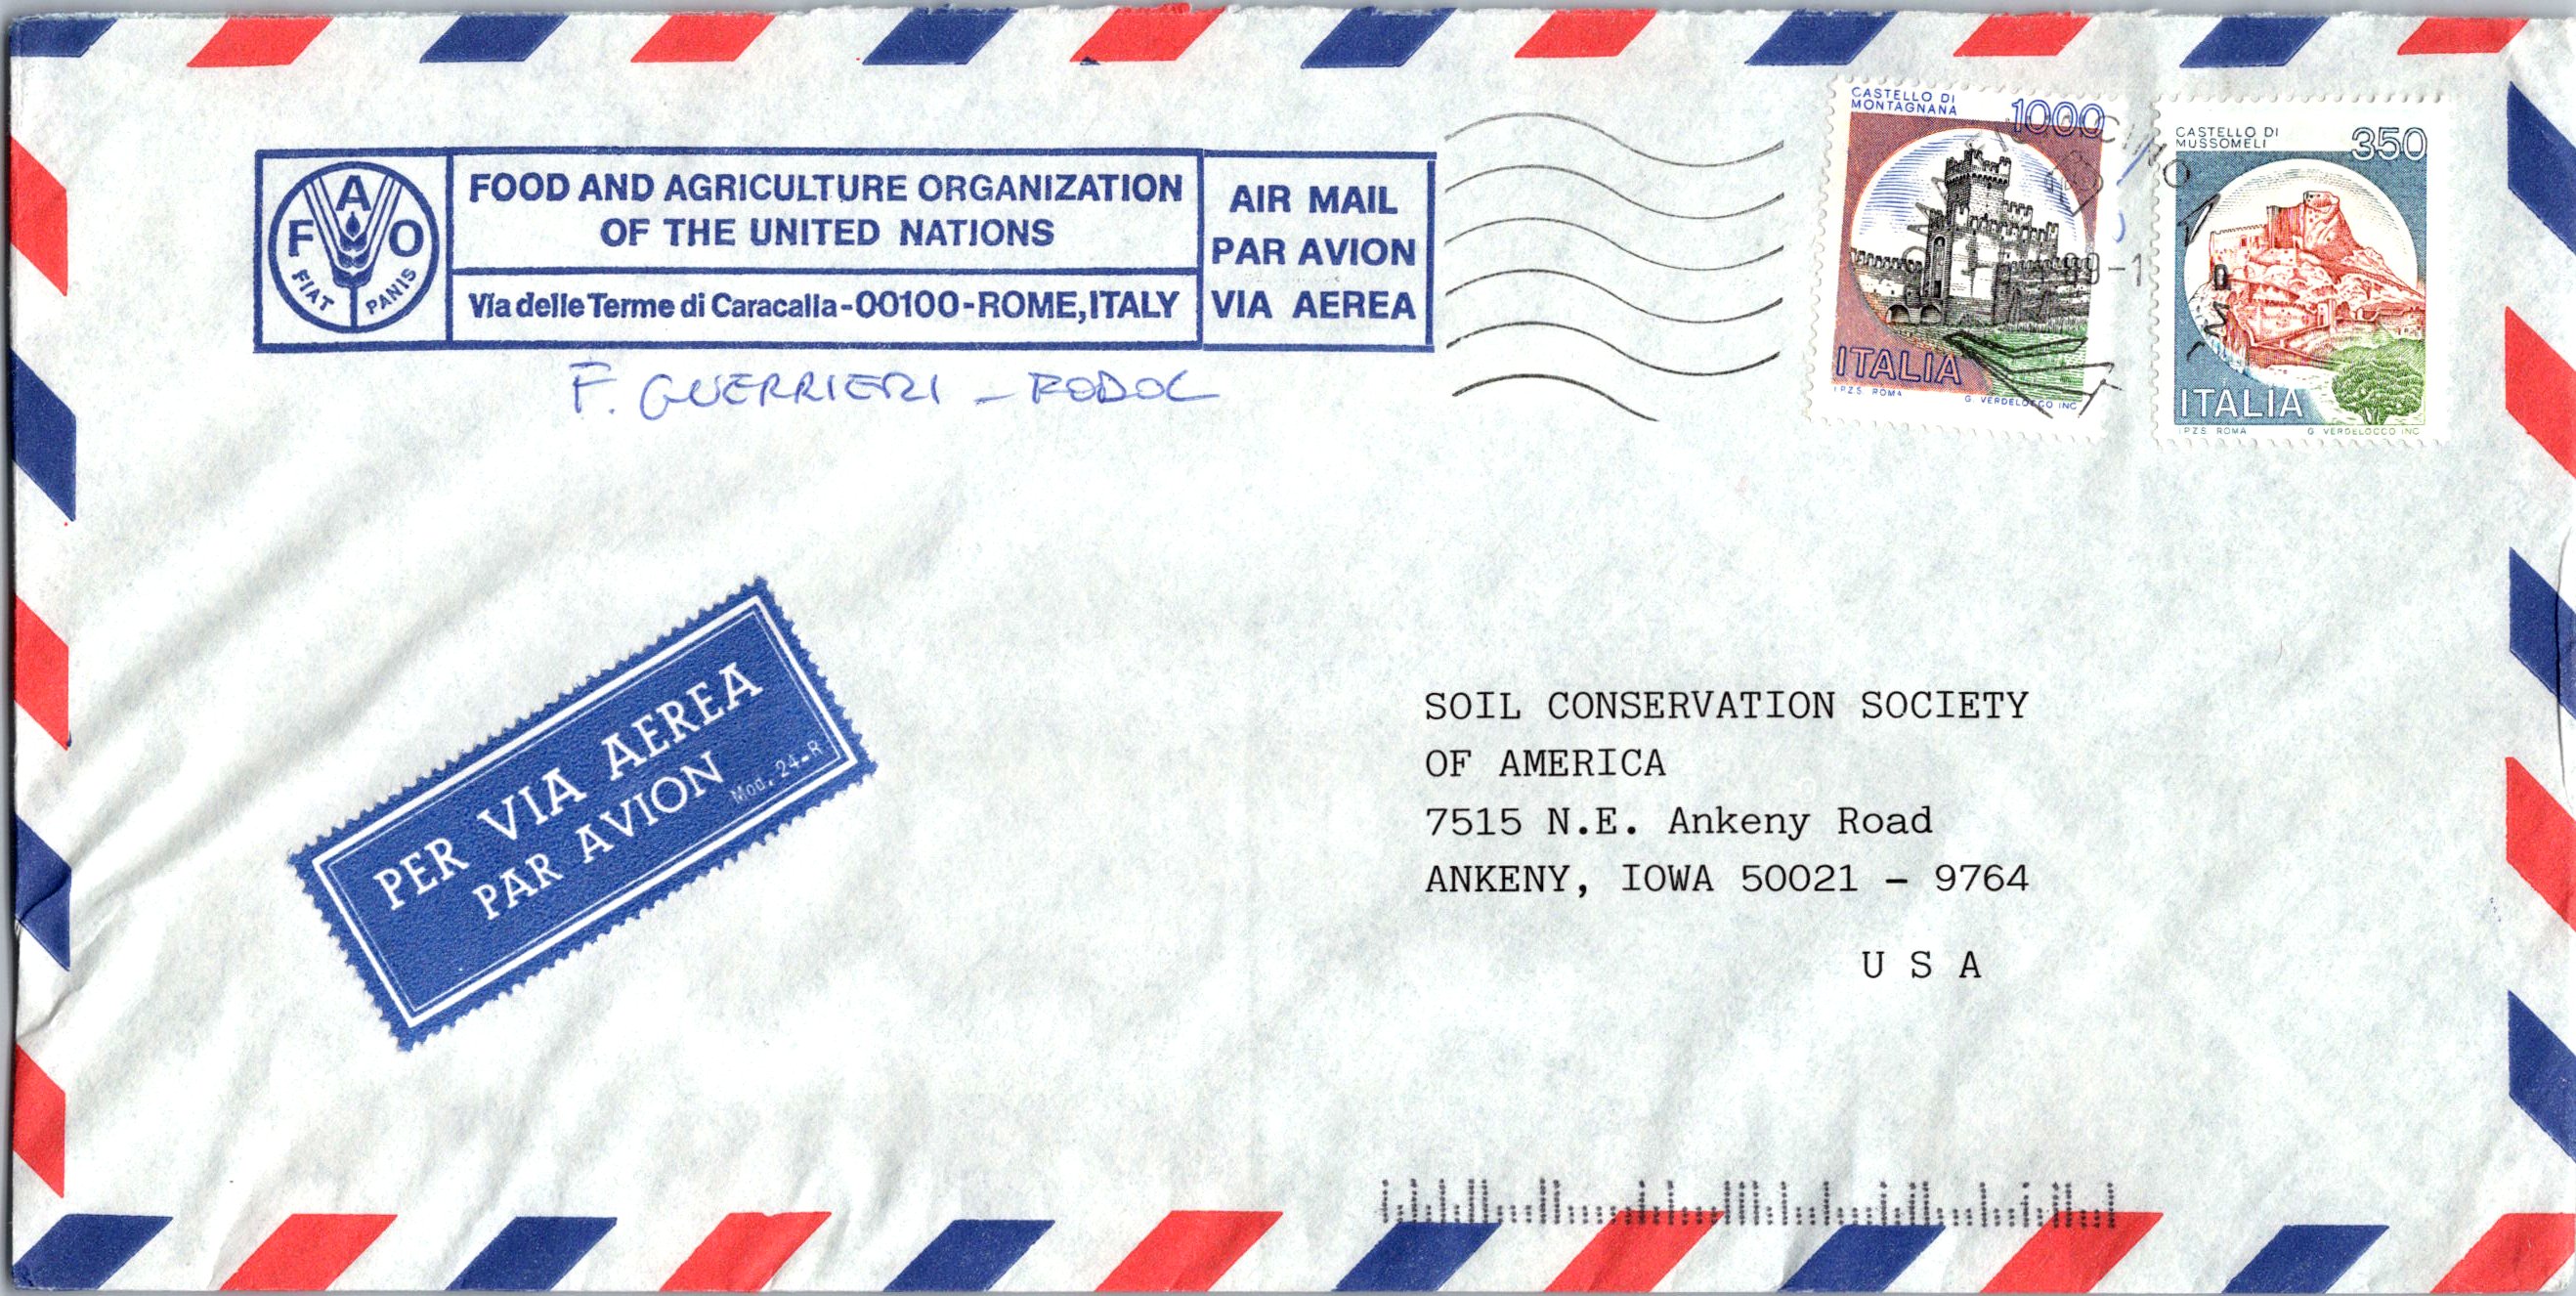 F A O
FIAT PANIS
FOOD AND AGRICULTURE ORGANIZATION
OF THE UNITED NATIONS
Via delle Terme di Caracalla-00100-ROME, ITALY
AIR MAIL
PAR AVION
VIA AEREA
F. GUERRIERI -
CASTELLO DI
MONTAGNANA
1000
ITALIA
I.P.Z.S. ROMA
G. VERDELOCCO INC
CASTELLO DI
MUSSOMELI
350
ITALIA
I.P.Z.S. ROMA
G. VERDELOCCO INC
PER VIA AEREA
PAR AVION
Mod. 24-R
SOIL CONSERVATION SOCIETY
OF AMERICA
7515 N.E. Ankeny Road
ANKENY, IOWA 50021 - 9764
U S A